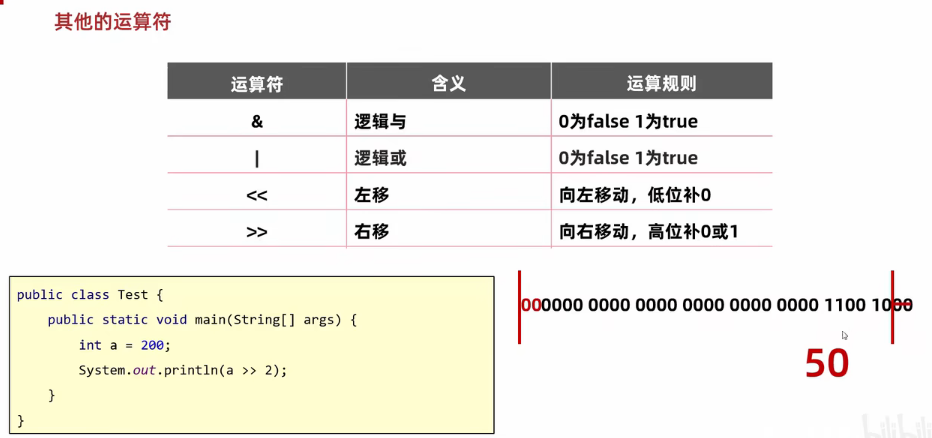 其他的运算符
运算符 含义 运算规则
& 逻辑与 0为false 1为true
| 逻辑或 0为false 1为true
<< 左移 向左移动，低位补0
>> 右移 向右移动，高位补0或1
public class Test {
public static void main(String[] args) {
int a = 200;
System.out.println(a >> 2);
}
}
000000 0000 0000 0000 0000 0000 1100 1000
50
bilibili